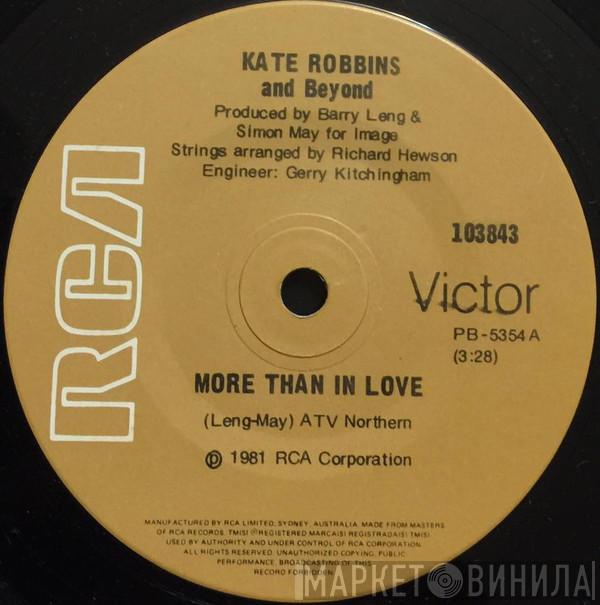 KATE ROBBINS
and Beyond
Produced by Barry Leng &
Simon May for Image
Strings arranged by Richard Hewson
Engineer: Gerry Kitchingham
RCA
103843
Victor
PB-5354 A
(3:28)
MORE THAN IN LOVE
(Leng-May) ATV Northern
℗ 1981 RCA Corporation
MANUFACTURED BY RCA LIMITED, SYDNEY, AUSTRALIA. MADE FROM MASTERS
OF RCA RECORDS. TM(S) ®REGISTERED MARCA(S) REGISTRADA(S) TM(S)
USED BY AUTHORITY AND UNDER CONTROL OF RCA CORPORATION.
ALL RIGHTS RESERVED. UNAUTHORIZED COPYING, PUBLIC
PERFORMANCE, BROADCASTING OF THIS
RECORD FORBIDDEN
МАРКЕТ ВИНИЛА